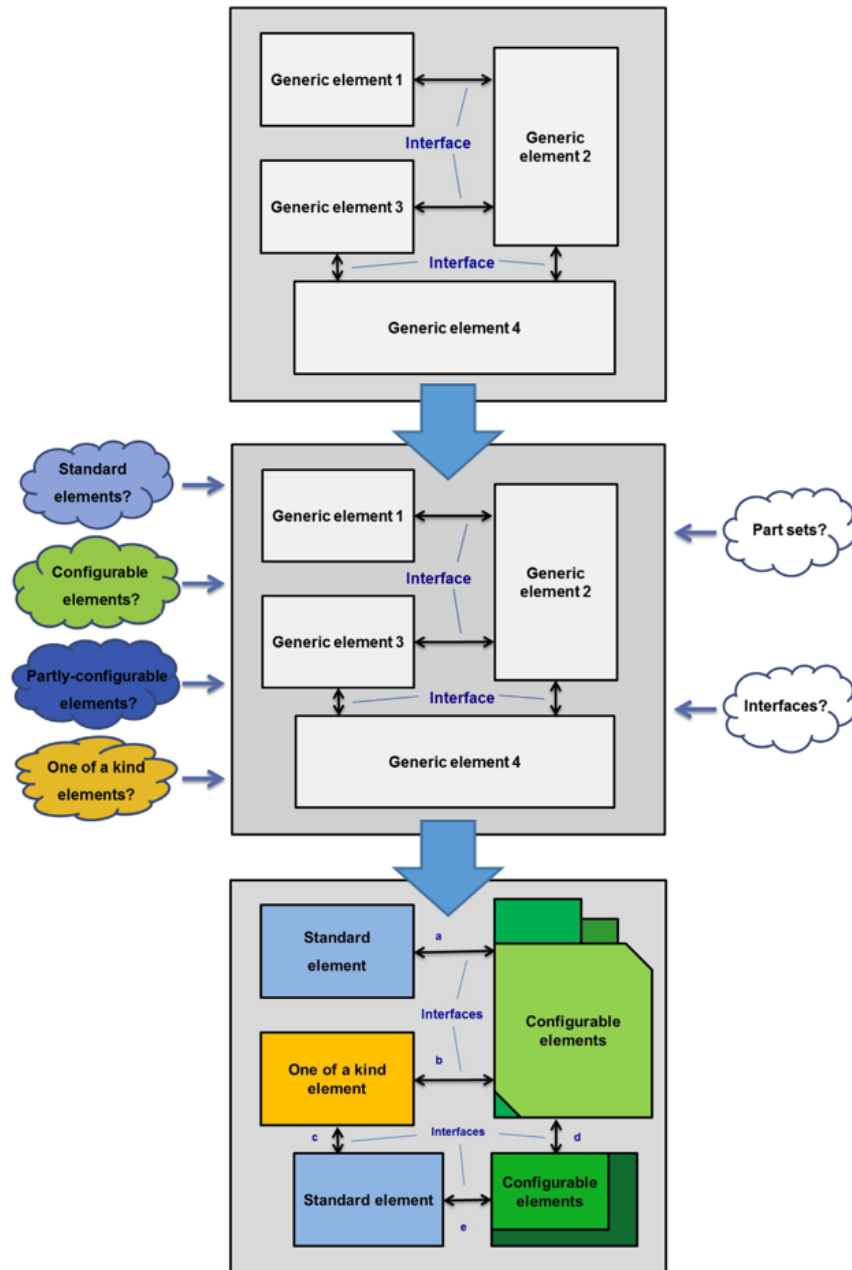 Generic element 1
Interface
Generic
element 2
Generic element 3
Interface
Generic element 4
Standard
elements?
Configurable
elements?
Partly-configurable
elements?
One of a kind
elements?
Generic element 1
Interface
Generic
element 2
Generic element 3
Interface
Generic element 4
Part sets?
Interfaces?
Standard
element
a
Interfaces
Configurable
elements
One of a kind
element
b
c
Interfaces
d
Standard element
Configurable
elements
e